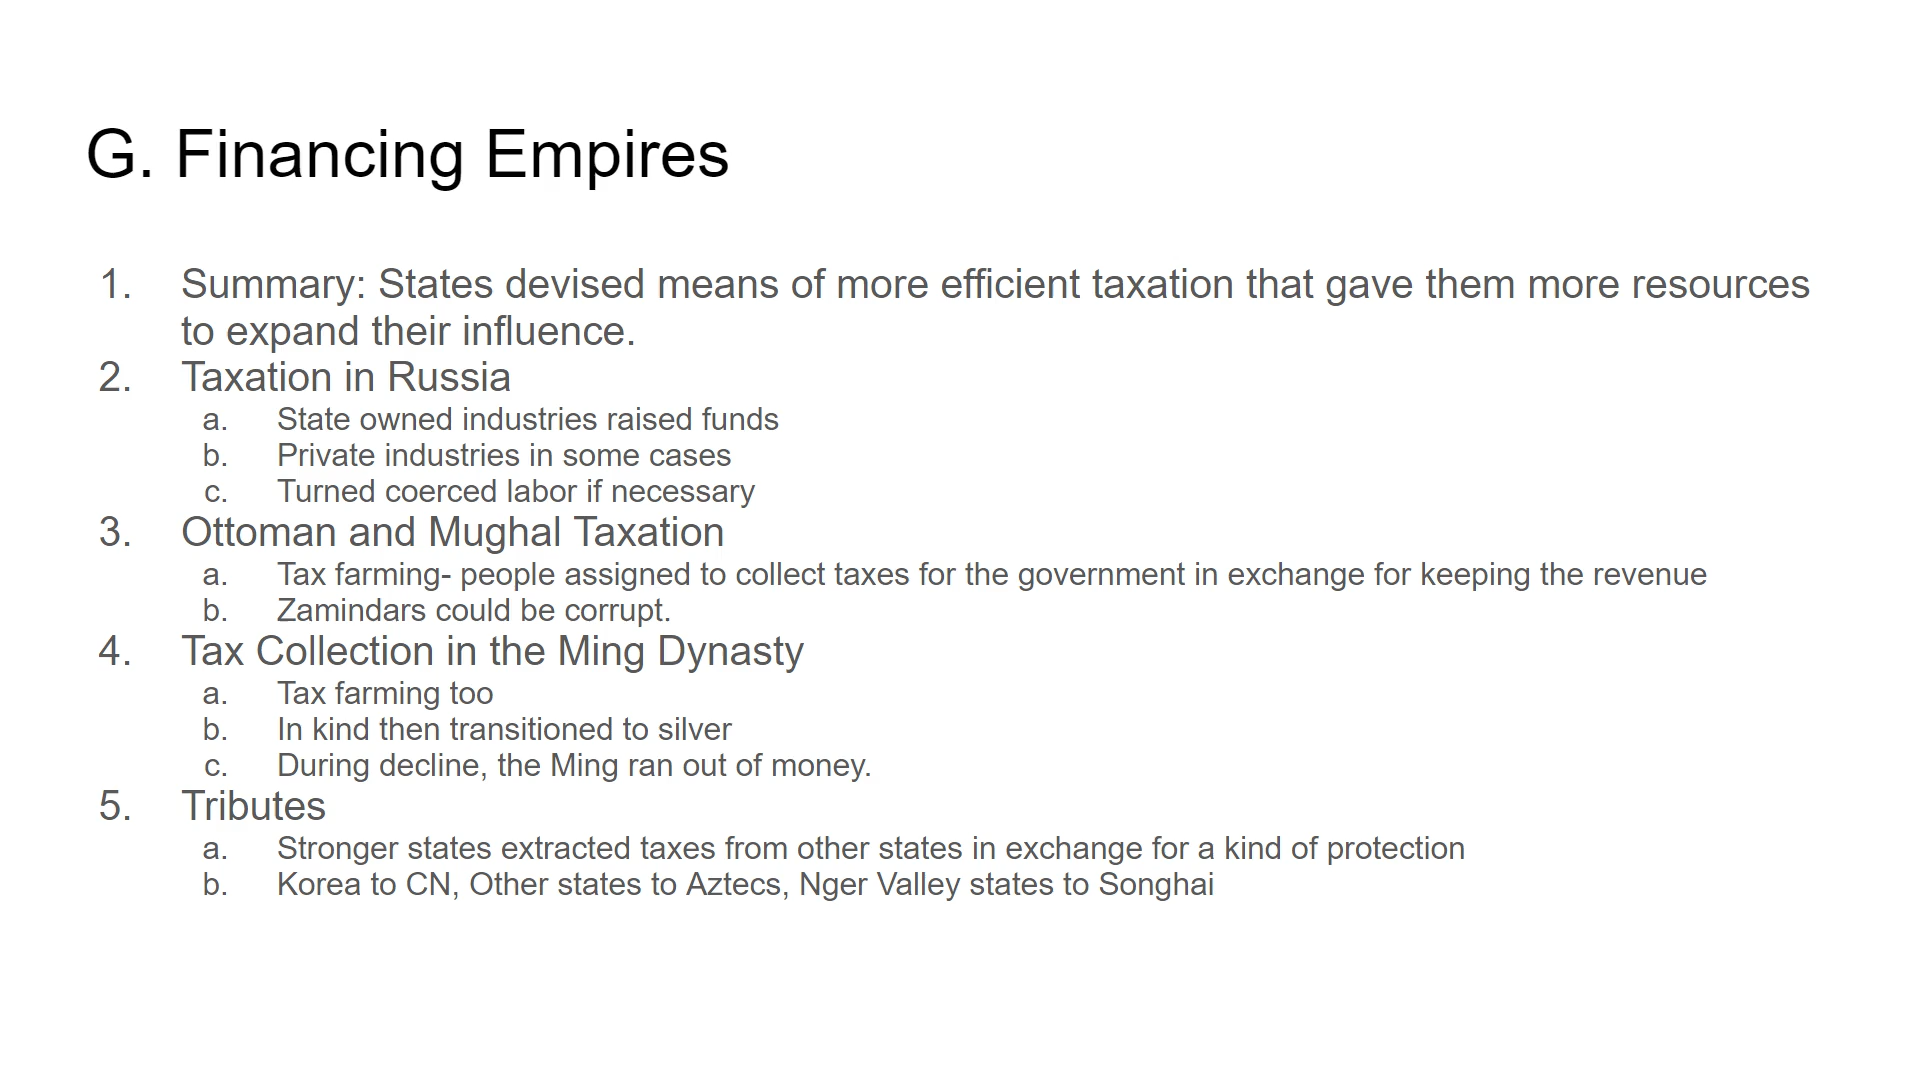 G. Financing Empires
1. Summary: States devised means of more efficient taxation that gave them more resources
to expand their influence.
2. Taxation in Russia
a. State owned industries raised funds
b. Private industries in some cases
c. Turned coerced labor if necessary
3. Ottoman and Mughal Taxation
a. Tax farming- people assigned to collect taxes for the government in exchange for keeping the revenue
b. Zamindars could be corrupt.
4. Tax Collection in the Ming Dynasty
a. Tax farming too
b. In kind then transitioned to silver
c. During decline, the Ming ran out of money.
5. Tributes
a. Stronger states extracted taxes from other states in exchange for a kind of protection
b. Korea to CN, Other states to Aztecs, Nger Valley states to Songhai